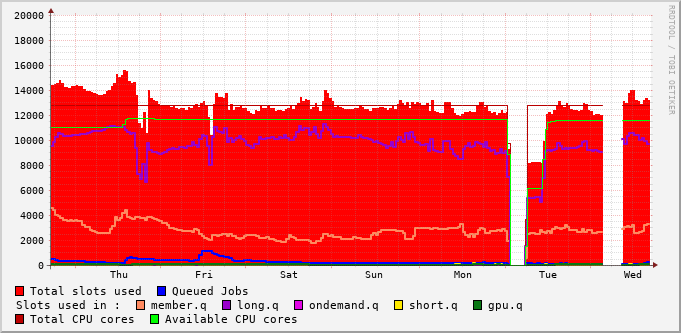 20000
18000
16000
14000
12000
10000
8000
6000
4000
2000
0
Thu Fri Sat Sun Mon Tue Wed
RRDTOOL / TOBI OETIKER
Total slots used Queued Jobs
Slots used in : member.q long.q ondemand.q short.q gpu.q
Total CPU cores Available CPU cores